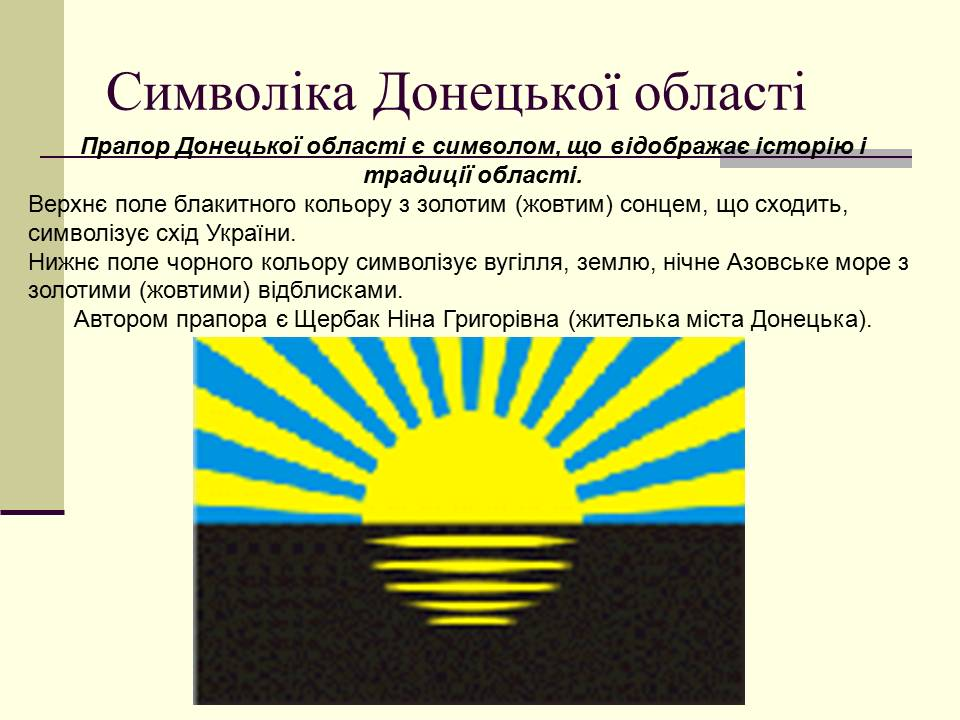 Символіка Донецької області
Прапор Донецької області є символом, що відображає історію і
традиції області.
Верхнє поле блакитного кольору з золотим (жовтим) сонцем, що сходить,
символізує схід України.
Нижнє поле чорного кольору символізує вугілля, землю, нічне Азовське море з
золотими (жовтими) відблисками.
Автором прапора є Щербак Ніна Григорівна (жителька міста Донецька).